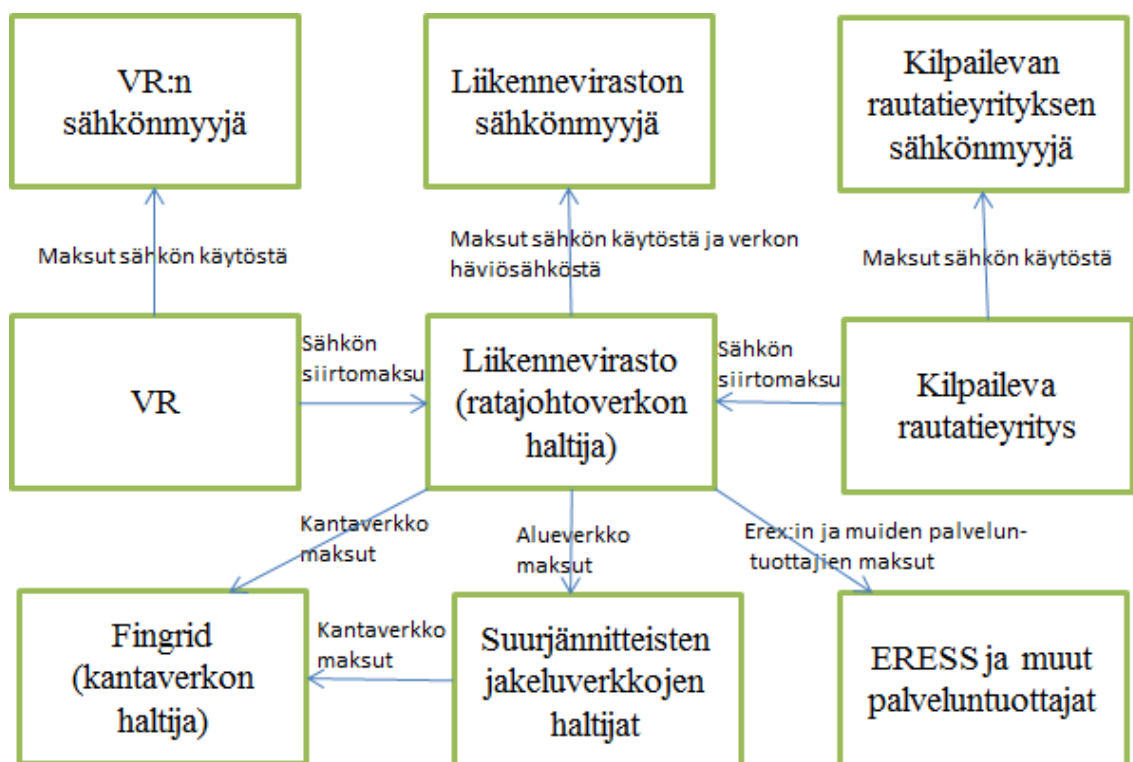 VR:n
sähkönmyyjä
Liikenneviraston
sähkönmyyjä
Kilpailevan
rautatieyrityksen
sähkönmyyjä
Maksut sähkön käytöstä
Maksut sähkön käytöstä ja verkon
häviösähköstä
Maksut sähkön käytöstä
VR
Sähkön
siirtomaksu
Liikennevirasto
(ratajohtoverkon
haltija)
Sähkön
siirtomaksu
Kilpaileva
rautatieyritys
Kantaverkko
maksut
Alueverkko
maksut
Erex:in ja muiden palvelun-
tuottajien maksut
Fingrid
(kantaverkon
haltija)
Kantaverkko
maksut
Suurjännitteisten
jakeluverkkojen
haltijat
ERESS ja muut
palveluntuottajat